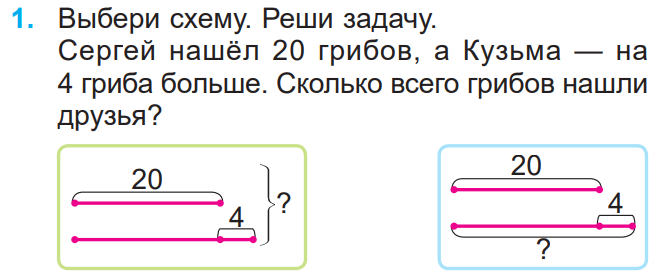 1. Выбери схему. Реши задачу.
Сергей нашёл 20 грибов, а Кузьма — на
4 гриба больше. Сколько всего грибов нашли
друзья?
20
4
?
20
4
?